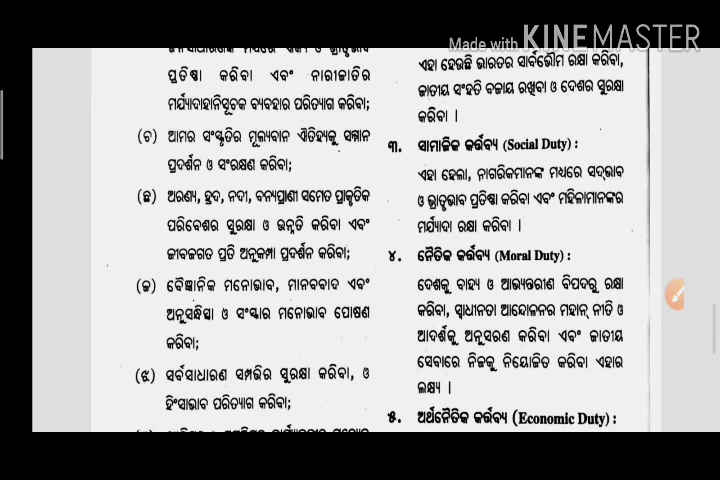 Made with KINEMASTER
ପ୍ରତିଷ୍ଠା କରିବା ଏବଂ ନାରୀଜାତିର
ମର୍ଯ୍ୟାଦାହାନିସୂଚକ ବ୍ୟବହାର ପରିତ୍ୟାଗ କରିବା;
(ଚ) ଆମର ସଂସ୍କୃତିର ମୂଲ୍ୟବାନ ଐତିହ୍ୟକୁ ସମ୍ମାନ
ପ୍ରଦର୍ଶନ ଓ ସଂରକ୍ଷଣ କରିବା;
(ଛ) ଅରଣ୍ୟ, ହ୍ରଦ, ନଦୀ, ବନ୍ୟପ୍ରାଣୀ ସମେତ ପ୍ରାକୃତିକ
ପରିବେଶର ସୁରକ୍ଷା ଓ ଉନ୍ନତି କରିବା ଏବଂ
ଜୀବଜଗତ ପ୍ରତି ଅନୁକମ୍ପା ପ୍ରଦର୍ଶନ କରିବା;
(ଜ) ବୈଜ୍ଞାନିକ ମନୋଭାବ, ମାନବବାଦ ଏବଂ
ଅନୁସନ୍ଧିତ୍ସା ଓ ସଂସ୍କାର ମନୋଭାବ ପୋଷଣ
କରିବା;
(ଝ) ସର୍ବସାଧାରଣ ସମ୍ପତ୍ତିର ସୁରକ୍ଷା କରିବା, ଓ
ହିଂସାଭାବ ପରିତ୍ୟାଗ କରିବା;
ଏହା ହେଉଛି ଭାରତର ସାର୍ବଭୌମ ରକ୍ଷା କରିବା,
ଜାତୀୟ ସଂହତି ବଜାୟ ରଖିବା ଓ ଦେଶର ସୁରକ୍ଷା
କରିବା ।
୩. ସାମାଜିକ କର୍ତ୍ତବ୍ୟ (Social Duty) :
ଏହା ହେଲା, ନାଗରିକମାନଙ୍କ ମଧ୍ୟରେ ସଦ୍‌ଭାବ
ଓ ଭ୍ରାତୃଭାବ ପ୍ରତିଷ୍ଠା କରିବା ଏବଂ ମହିଳାମାନଙ୍କର
ମର୍ଯ୍ୟାଦା ରକ୍ଷା କରିବା ।
୪. ନୈତିକ କର୍ତ୍ତବ୍ୟ (Moral Duty) :
ଦେଶକୁ ବାହ୍ୟ ଓ ଆଭ୍ୟନ୍ତରୀଣ ବିପଦରୁ ରକ୍ଷା
କରିବା, ସ୍ୱାଧୀନତା ଆନ୍ଦୋଳନର ମହାନ୍ ନୀତି ଓ
ଆଦର୍ଶକୁ ଅନୁସରଣ କରିବା ଏବଂ ଜାତୀୟ
ସେବାରେ ନିଜକୁ ନିୟୋଜିତ କରିବା ଏହାର
ଲକ୍ଷ୍ୟ ।
୫. ଅର୍ଥନୈତିକ କର୍ତ୍ତବ୍ୟ (Economic Duty) :